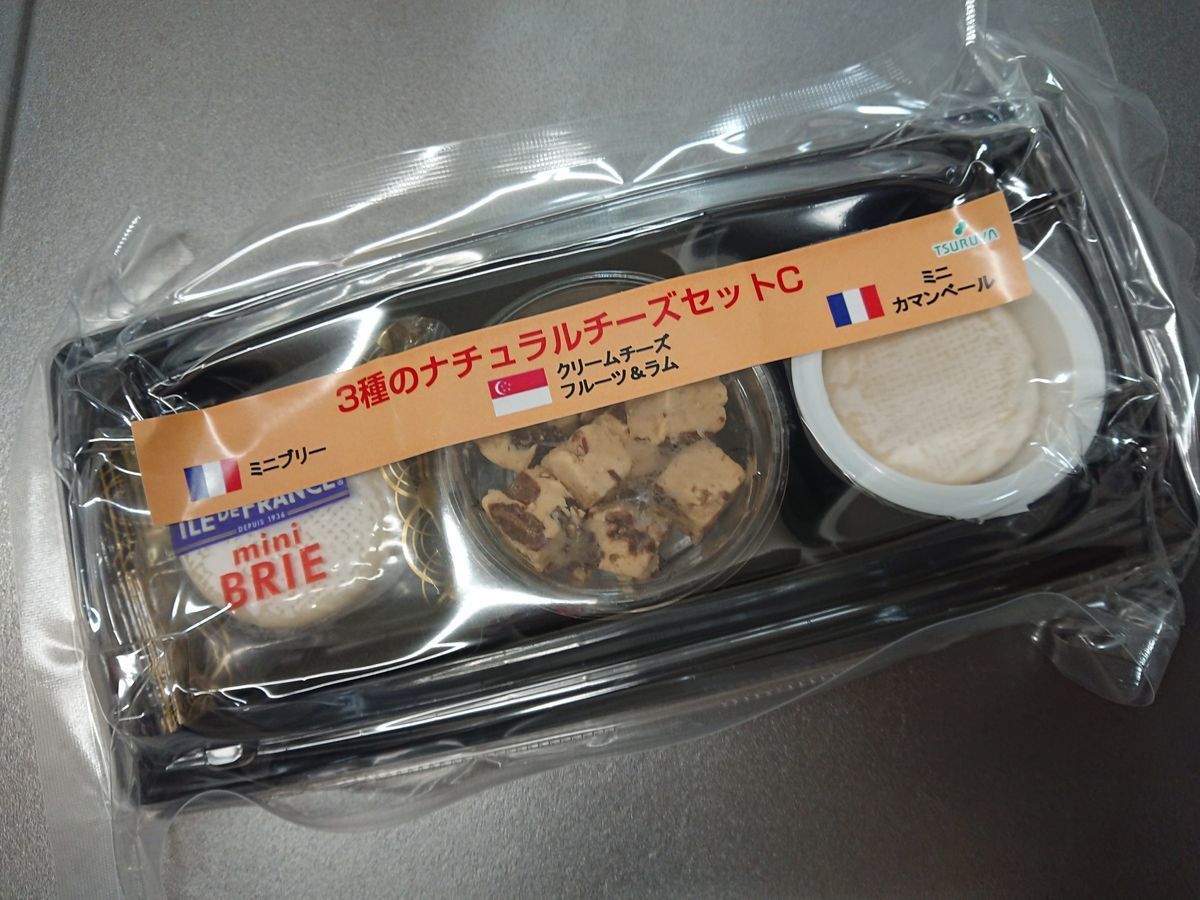 TSURUYA
3種のナチュラルチーズセットC
ミニブリー
クリームチーズ
フルーツ&ラム
ミニ
カマンベール
ILE DE FRANCE®
DEPUIS 1936
mini
BRIE